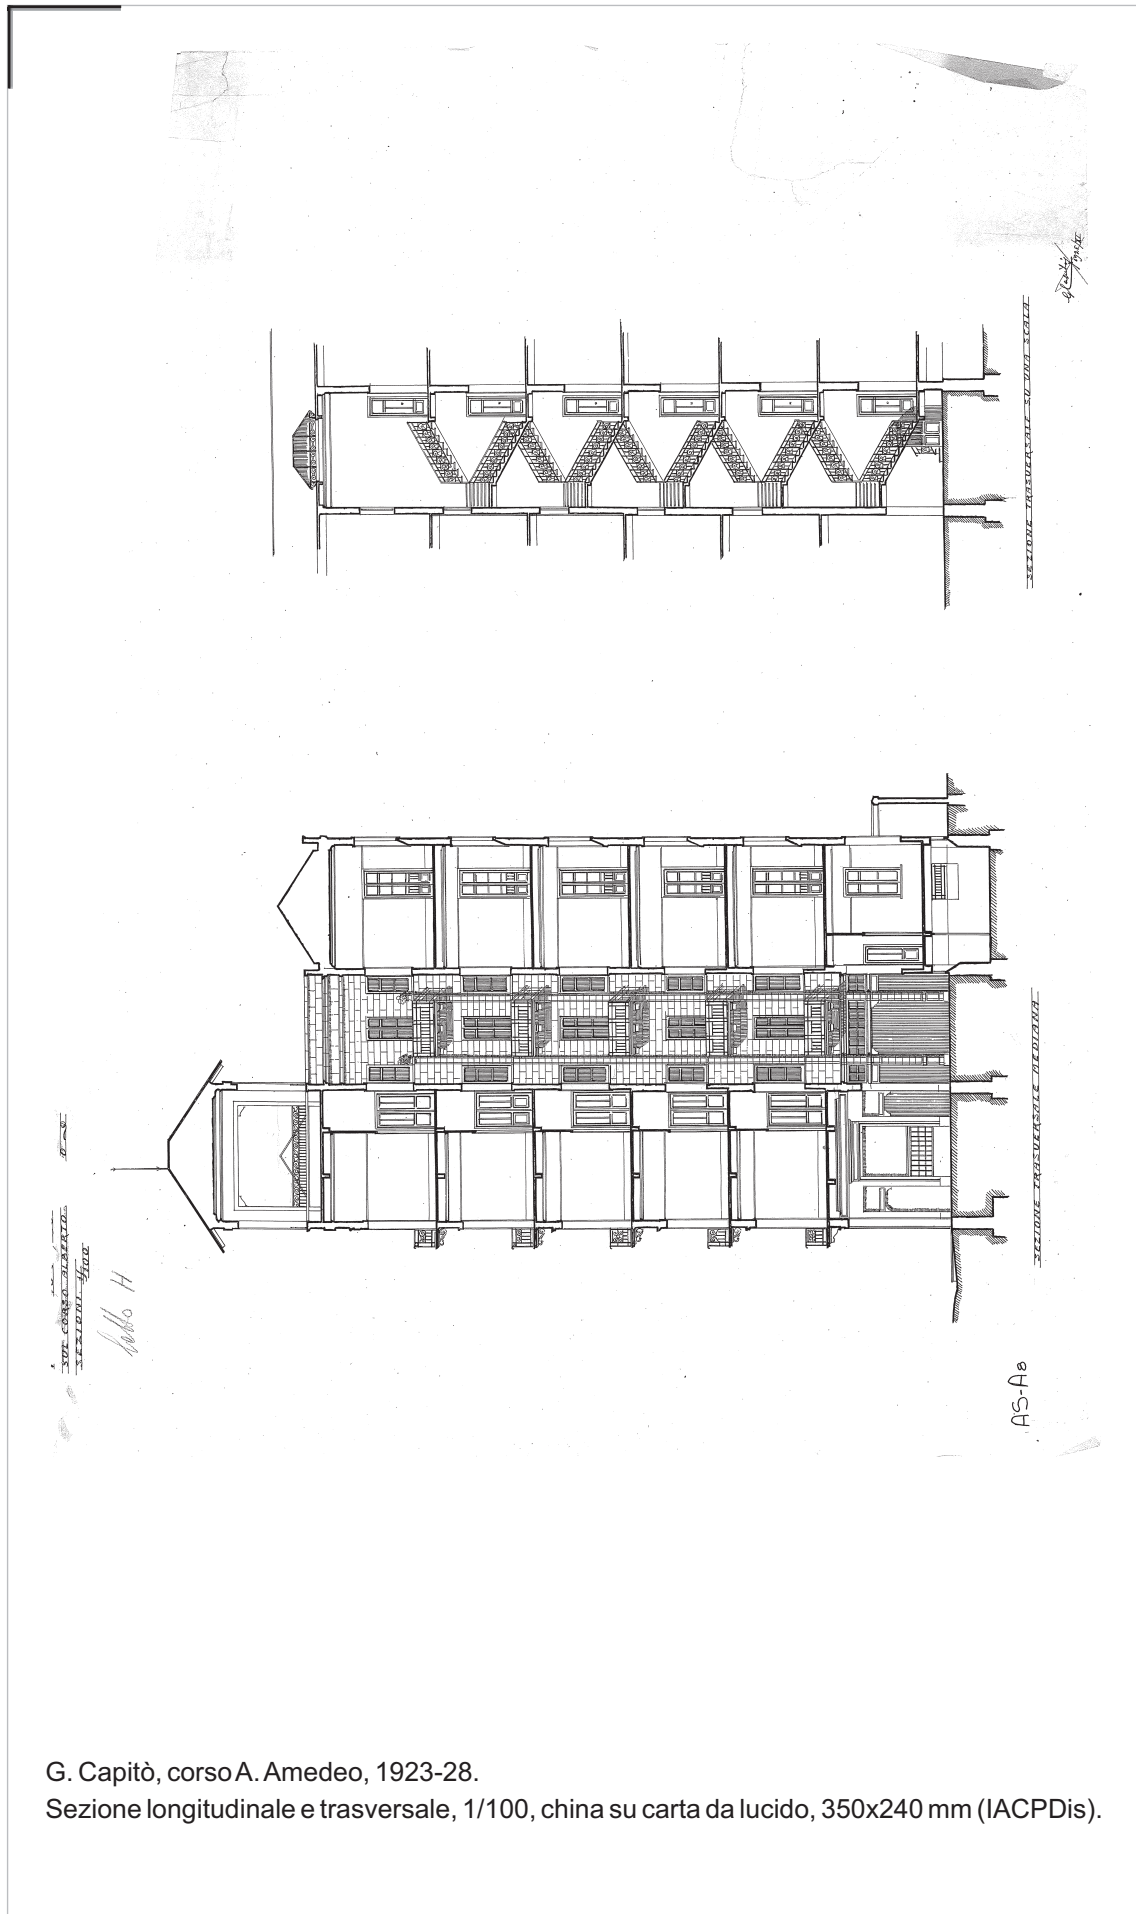 SUL CORSO ALBERTO
SEZIONI 1/100
Lotto H
SEZIONE TRASVERSALE SU UNA SCALA
SEZIONE TRASVERSALE MEDIANA
AS-A8
G. Capitò, corso A. Amedeo, 1923-28.
Sezione longitudinale e trasversale, 1/100, china su carta da lucido, 350x240 mm (IACPDis).